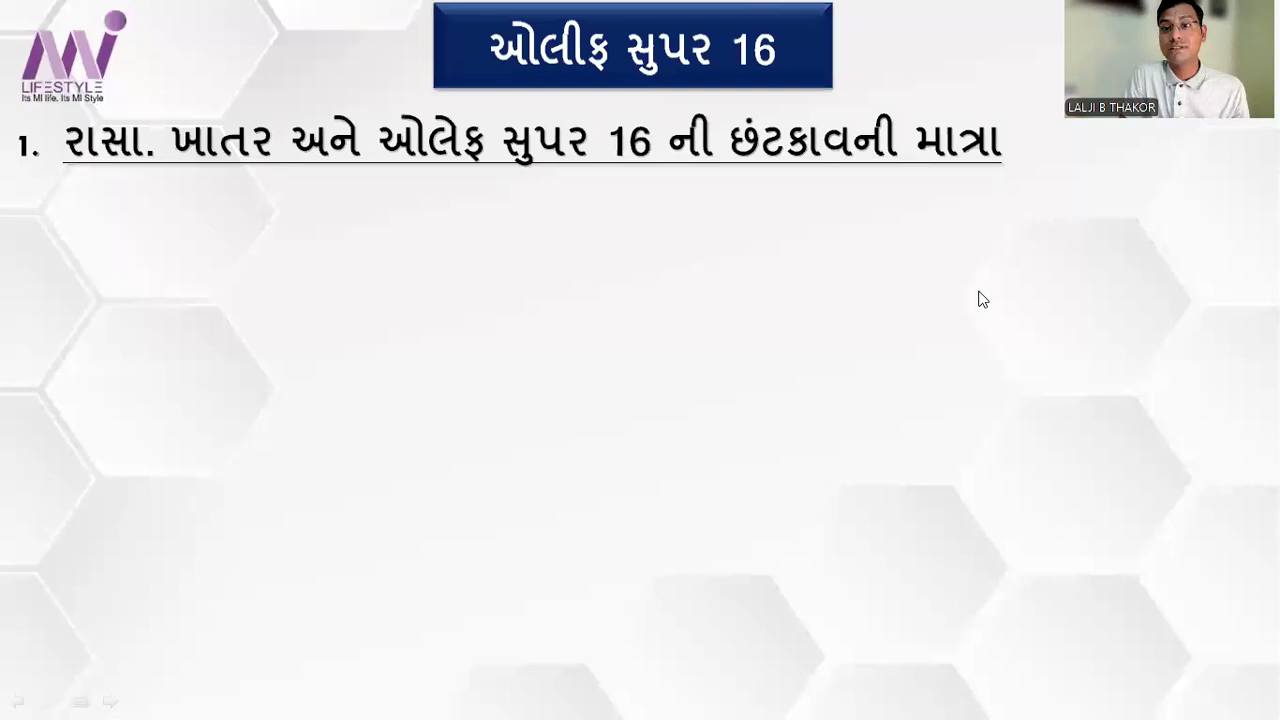 ઓલીફ સુપર 16
LIFESTYLE
Its MI life. Its MI Style
LALJI B THAKOR
1. રાસા. ખાતર અને ઓલેફ સુપર 16 ની છંટકાવની માત્રા